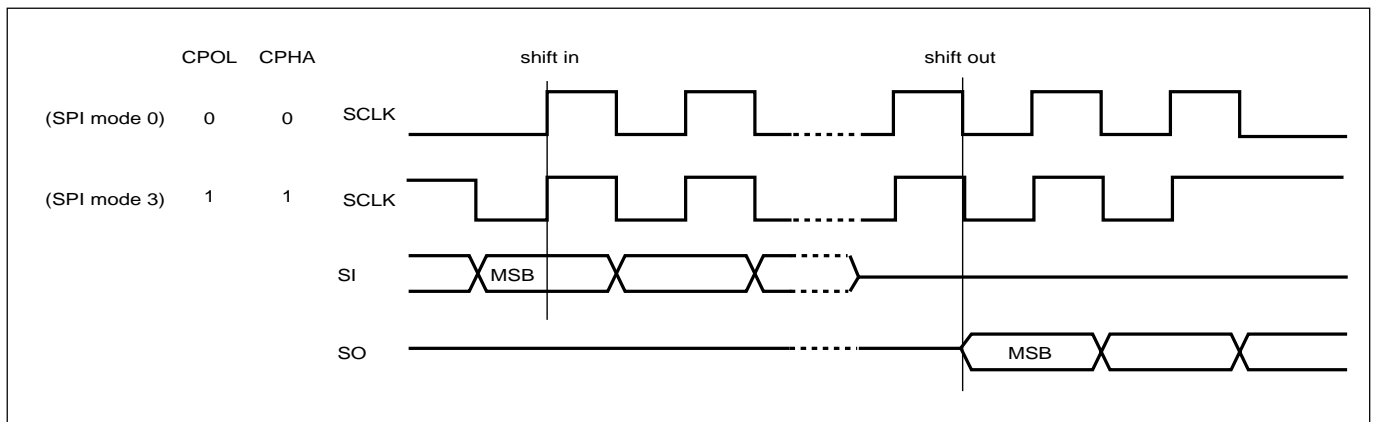 CPOL CPHA shift in shift out
(SPI mode 0) 0 0 SCLK
(SPI mode 3) 1 1 SCLK
SI MSB
SO MSB